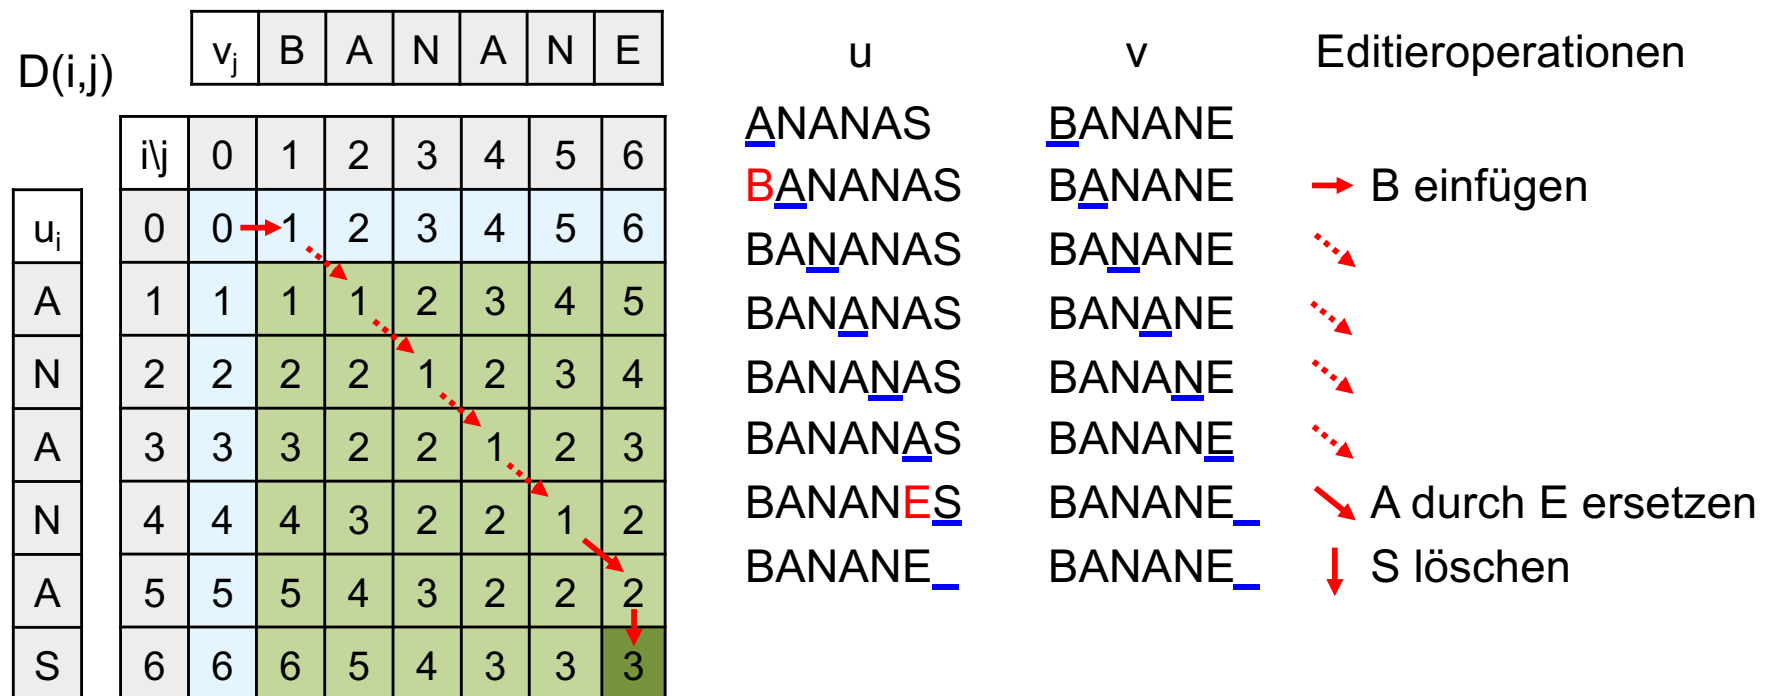 D(i,j)
vj B A N A N E
u v Editieroperationen
i\j 0 1 2 3 4 5 6
ui 0 0 1 2 3 4 5 6
A 1 1 1 1 2 3 4 5
N 2 2 2 2 1 2 3 4
A 3 3 3 2 2 1 2 3
N 4 4 4 3 2 2 1 2
A 5 5 5 4 3 2 2 2
S 6 6 6 5 4 3 3 3
ANANAS BANANE
BANANAS BANANE B einfügen
BANANAS BANANE
BANANAS BANANE
BANANAS BANANE
BANANAS BANANE
BANANES BANANE_ A durch E ersetzen
BANANE_ BANANE_ S löschen